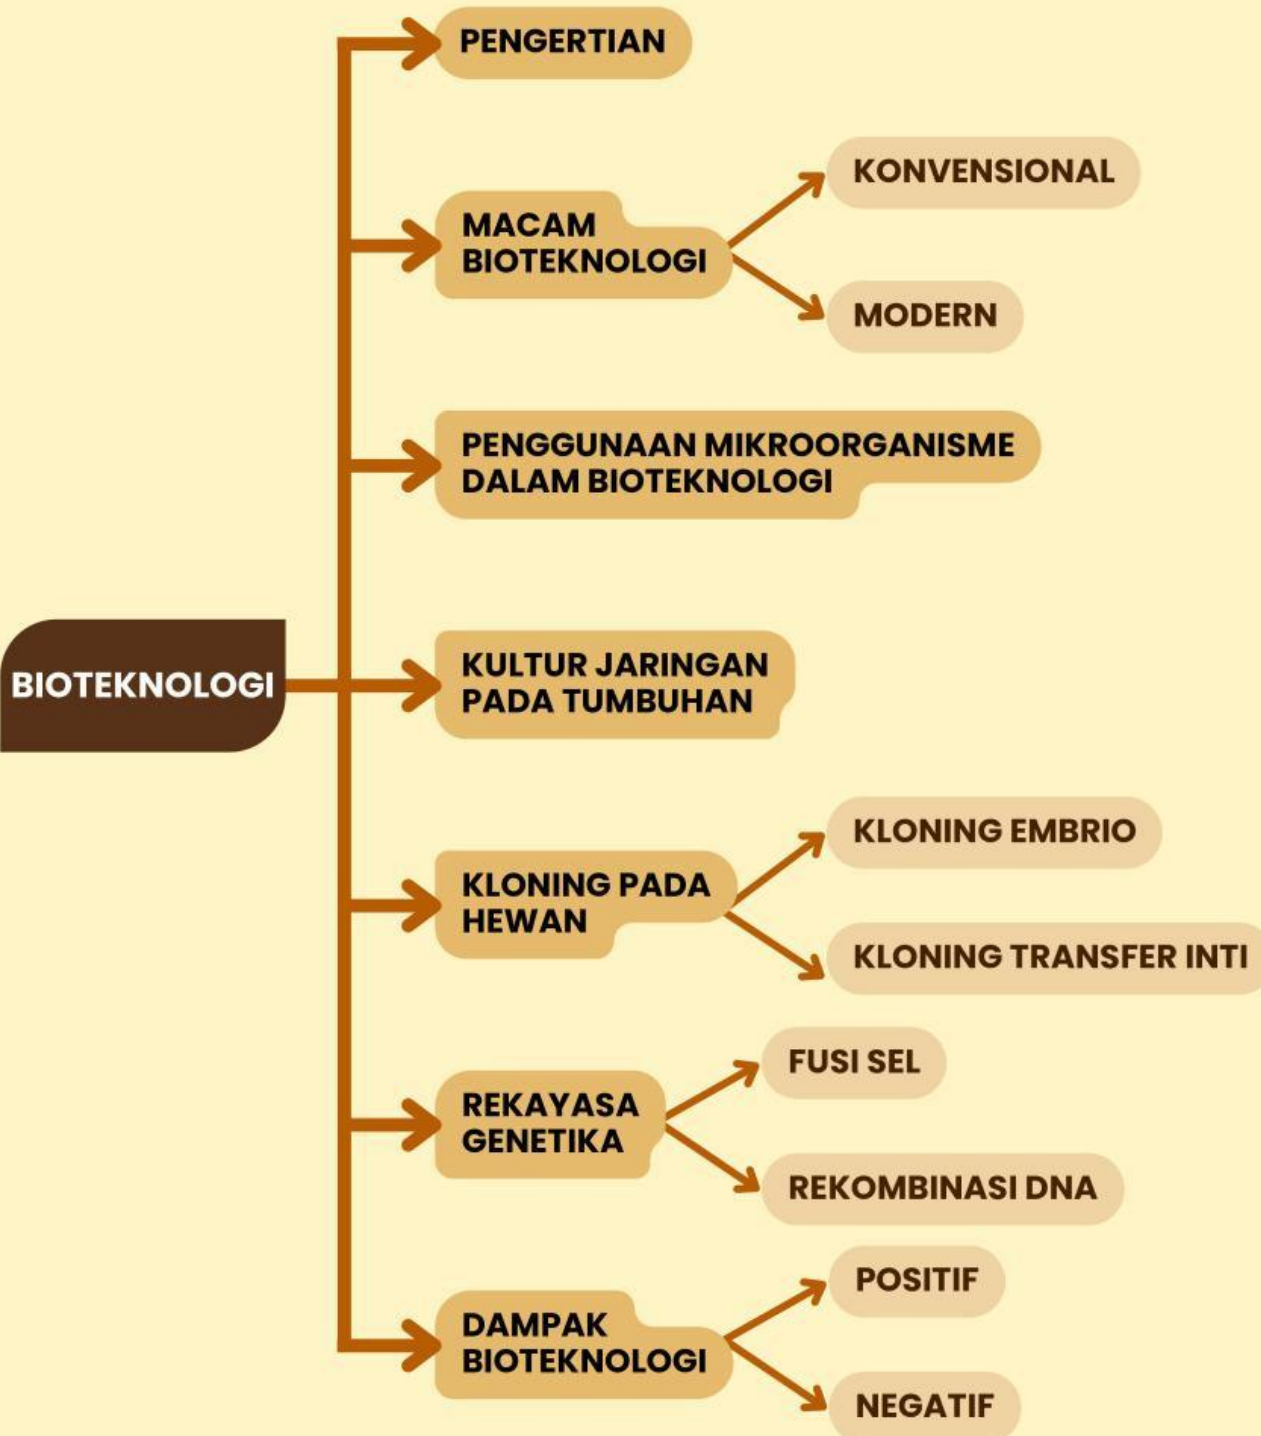 PENGERTIAN
MACAM
BIOTEKNOLOGI
KONVENSIONAL
MODERN
PENGGUNAAN MIKROORGANISME
DALAM BIOTEKNOLOGI
BIOTEKNOLOGI
KULTUR JARINGAN
PADA TUMBUHAN
KLONING PADA
HEWAN
KLONING EMBRIO
KLONING TRANSFER INTI
REKAYASA
GENETIKA
FUSI SEL
REKOMBINASI DNA
DAMPAK
BIOTEKNOLOGI
POSITIF
NEGATIF